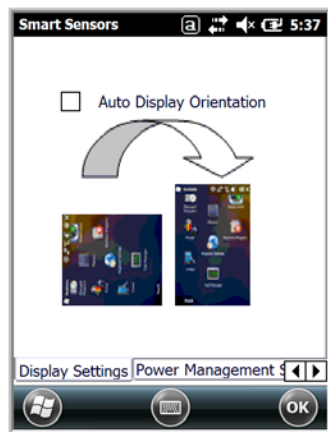 Smart Sensors a 5:37
Auto Display Orientation
Display Settings Power Management S
OK